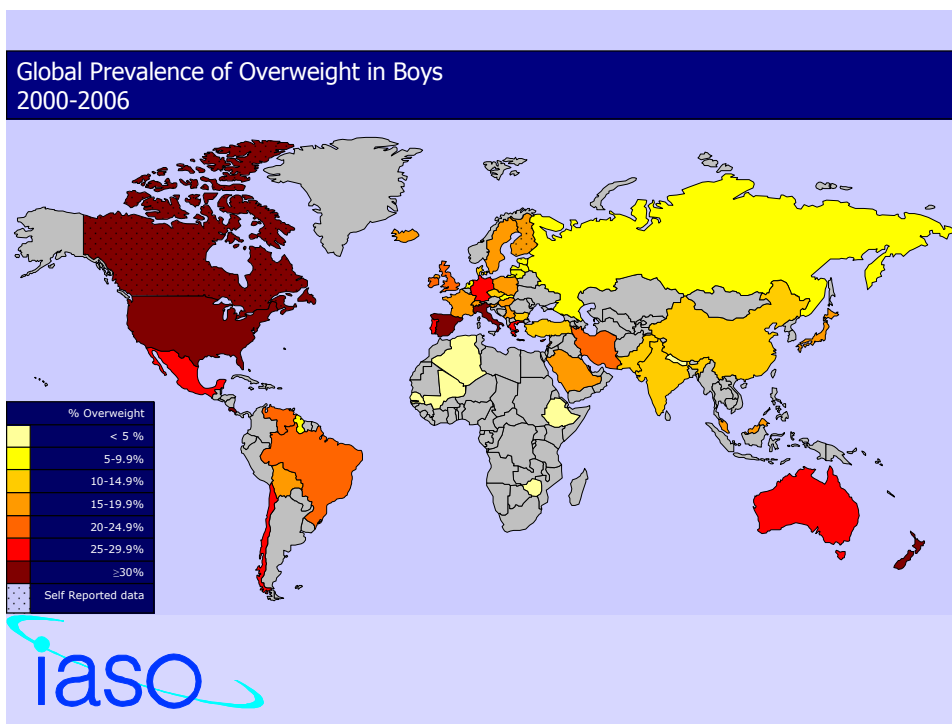 Global Prevalence of Overweight in Boys
2000-2006
% Overweight
< 5 %
5-9.9%
10-14.9%
15-19.9%
20-24.9%
25-29.9%
≥30%
Self Reported data
iaso